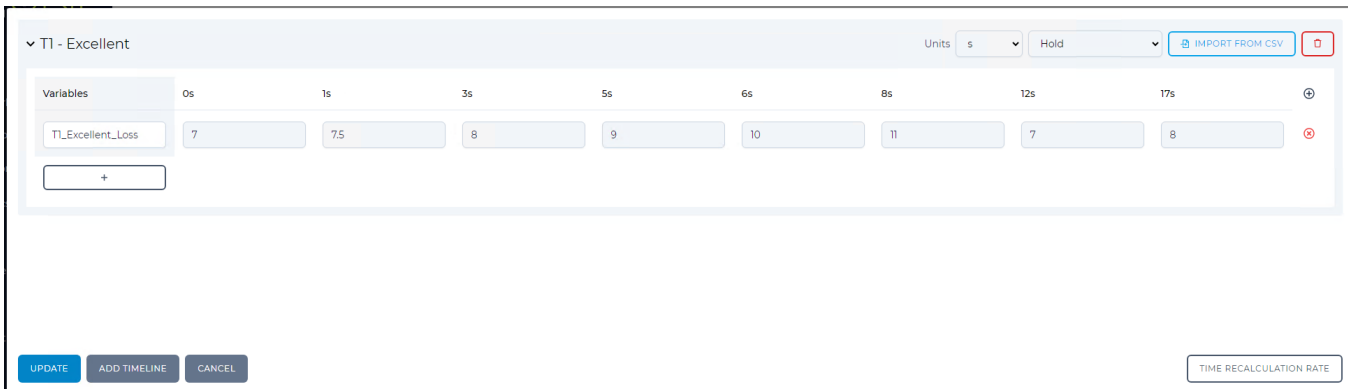 T1 - Excellent Units s Hold IMPORT FROM CSV
Variables 0s 1s 3s 5s 6s 8s 12s 17s
T1_Excellent_Loss 7 7.5 8 9 10 11 7 8
+
UPDATE ADD TIMELINE CANCEL TIME RECALCULATION RATE